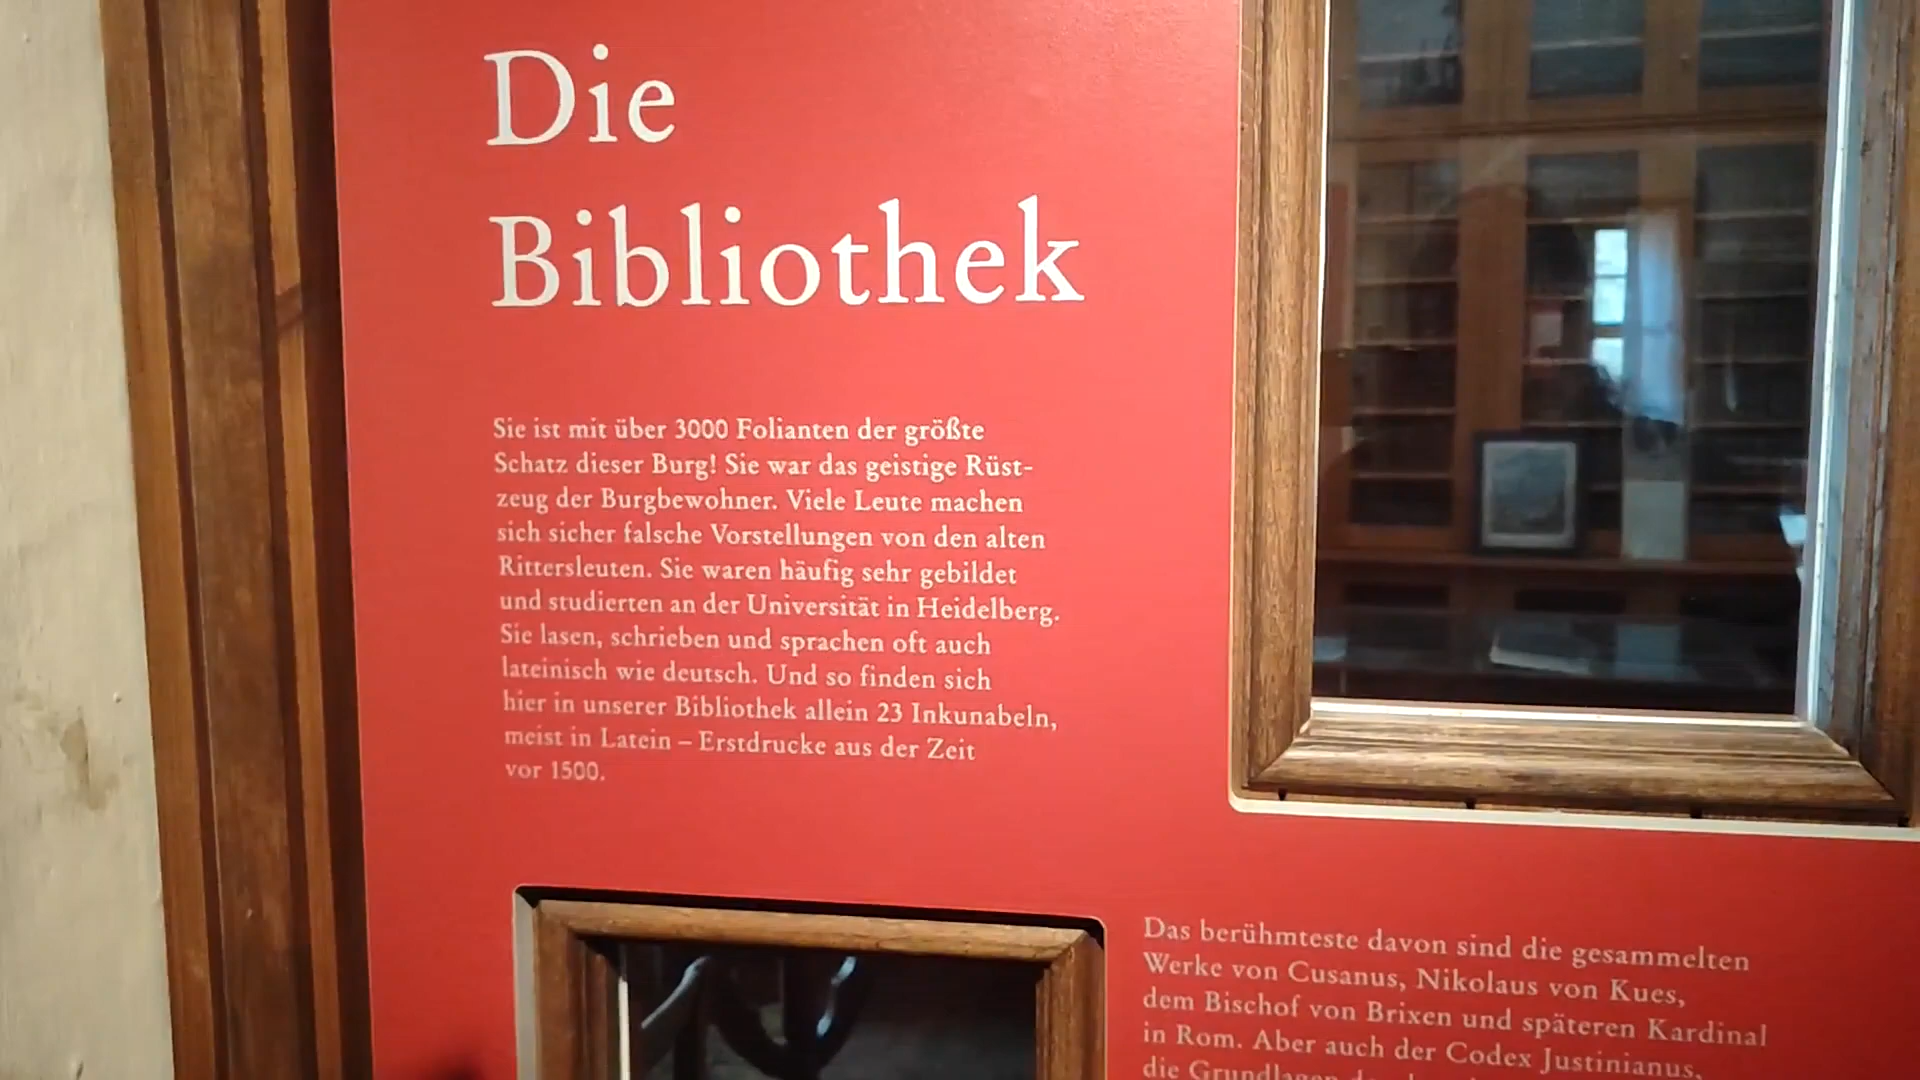 Die
Bibliothek
Sie ist mit über 3000 Folianten der größte
Schatz dieser Burg! Sie war das geistige Rüst-
zeug der Burgbewohner. Viele Leute machen
sich sicher falsche Vorstellungen von den alten
Rittersleuten. Sie waren häufig sehr gebildet
und studierten an der Universität in Heidelberg.
Sie lasen, schrieben und sprachen oft auch
lateinisch wie deutsch. Und so finden sich
hier in unserer Bibliothek allein 23 Inkunabeln,
meist in Latein – Erstdrucke aus der Zeit
vor 1500.
Das berühmteste davon sind die gesammelten
Werke von Cusanus, Nikolaus von Kues,
dem Bischof von Brixen und späteren Kardinal
in Rom. Aber auch der Codex Justinianus,
die Grundlagen